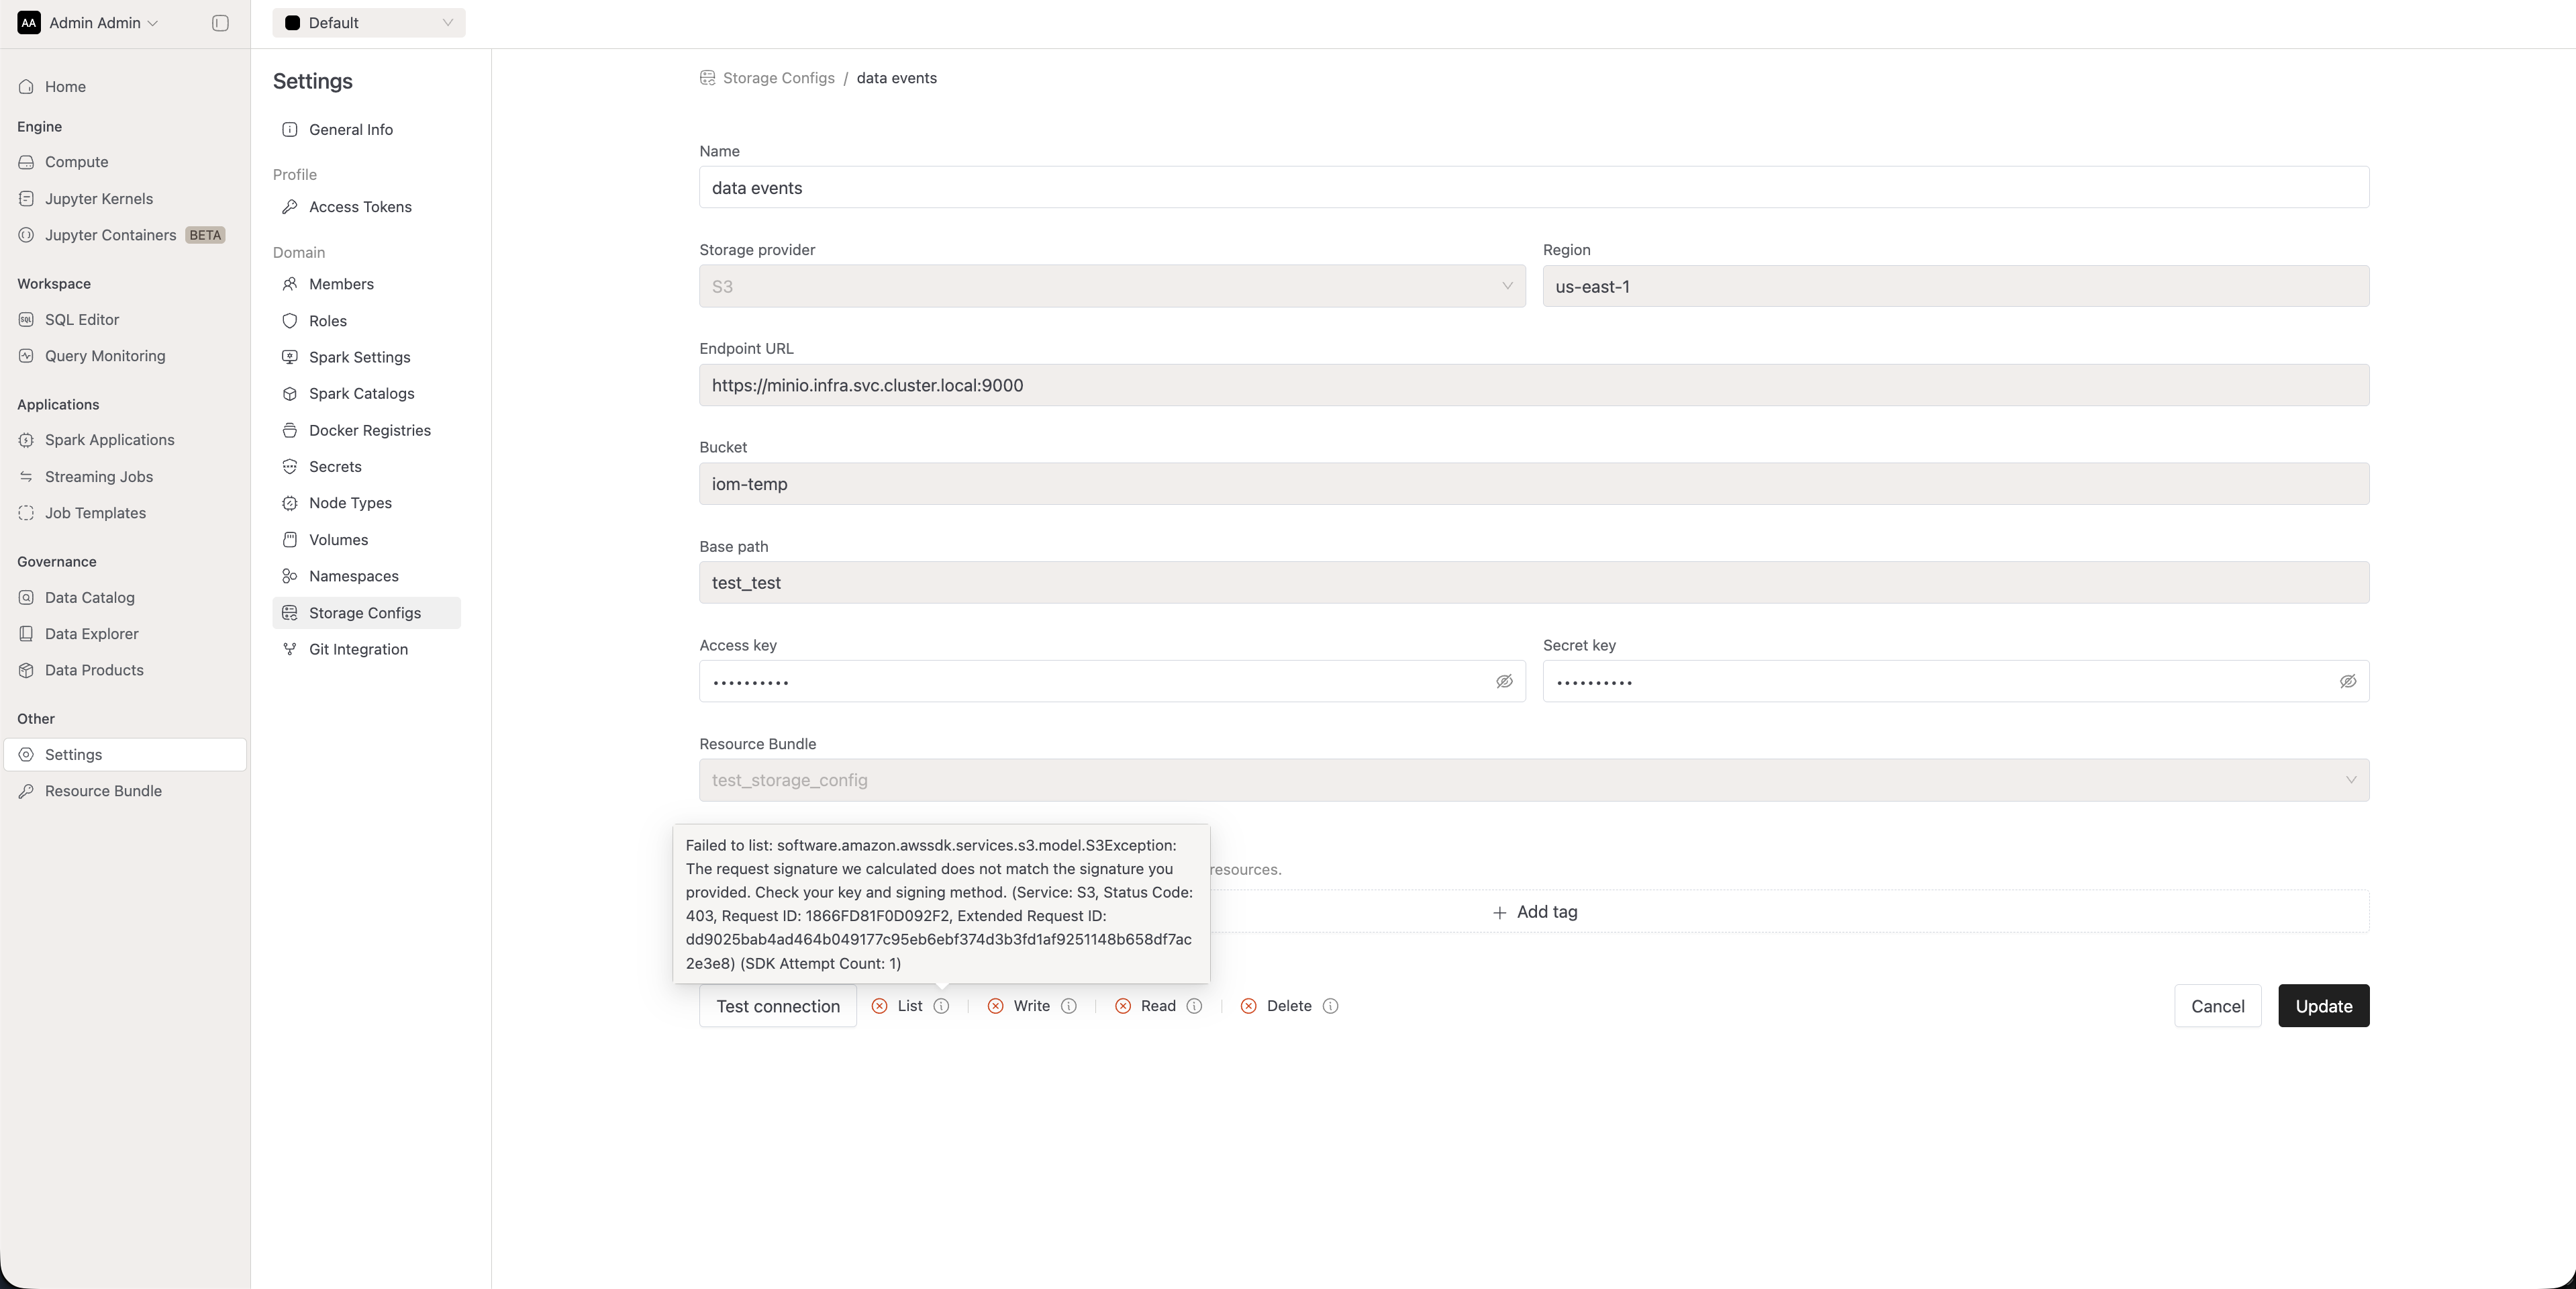 AA Admin Admin
Default
Home
Engine
Compute
Jupyter Kernels
Jupyter Containers BETA
Workspace
SQL Editor
Query Monitoring
Applications
Spark Applications
Streaming Jobs
Job Templates
Governance
Data Catalog
Data Explorer
Data Products
Other
Settings
Resource Bundle
Settings
General Info
Profile
Access Tokens
Domain
Members
Roles
Spark Settings
Spark Catalogs
Docker Registries
Secrets
Node Types
Volumes
Namespaces
Storage Configs
Git Integration
Storage Configs / data events
Name
data events
Storage provider
S3
Region
us-east-1
Endpoint URL
https://minio.infra.svc.cluster.local:9000
Bucket
iom-temp
Base path
test_test
Access key
••••••••••
Secret key
••••••••••
Resource Bundle
test_storage_config
Failed to list: software.amazon.awssdk.services.s3.model.S3Exception:
The request signature we calculated does not match the signature you
provided. Check your key and signing method. (Service: S3, Status Code:
403, Request ID: 1866FD81F0D092F2, Extended Request ID:
dd9025bab4ad464b049177c95eb6ebf374d3b3fd1af9251148b658df7ac
2e3e8) (SDK Attempt Count: 1)
resources.
Add tag
Test connection
List
Write
Read
Delete
Cancel
Update